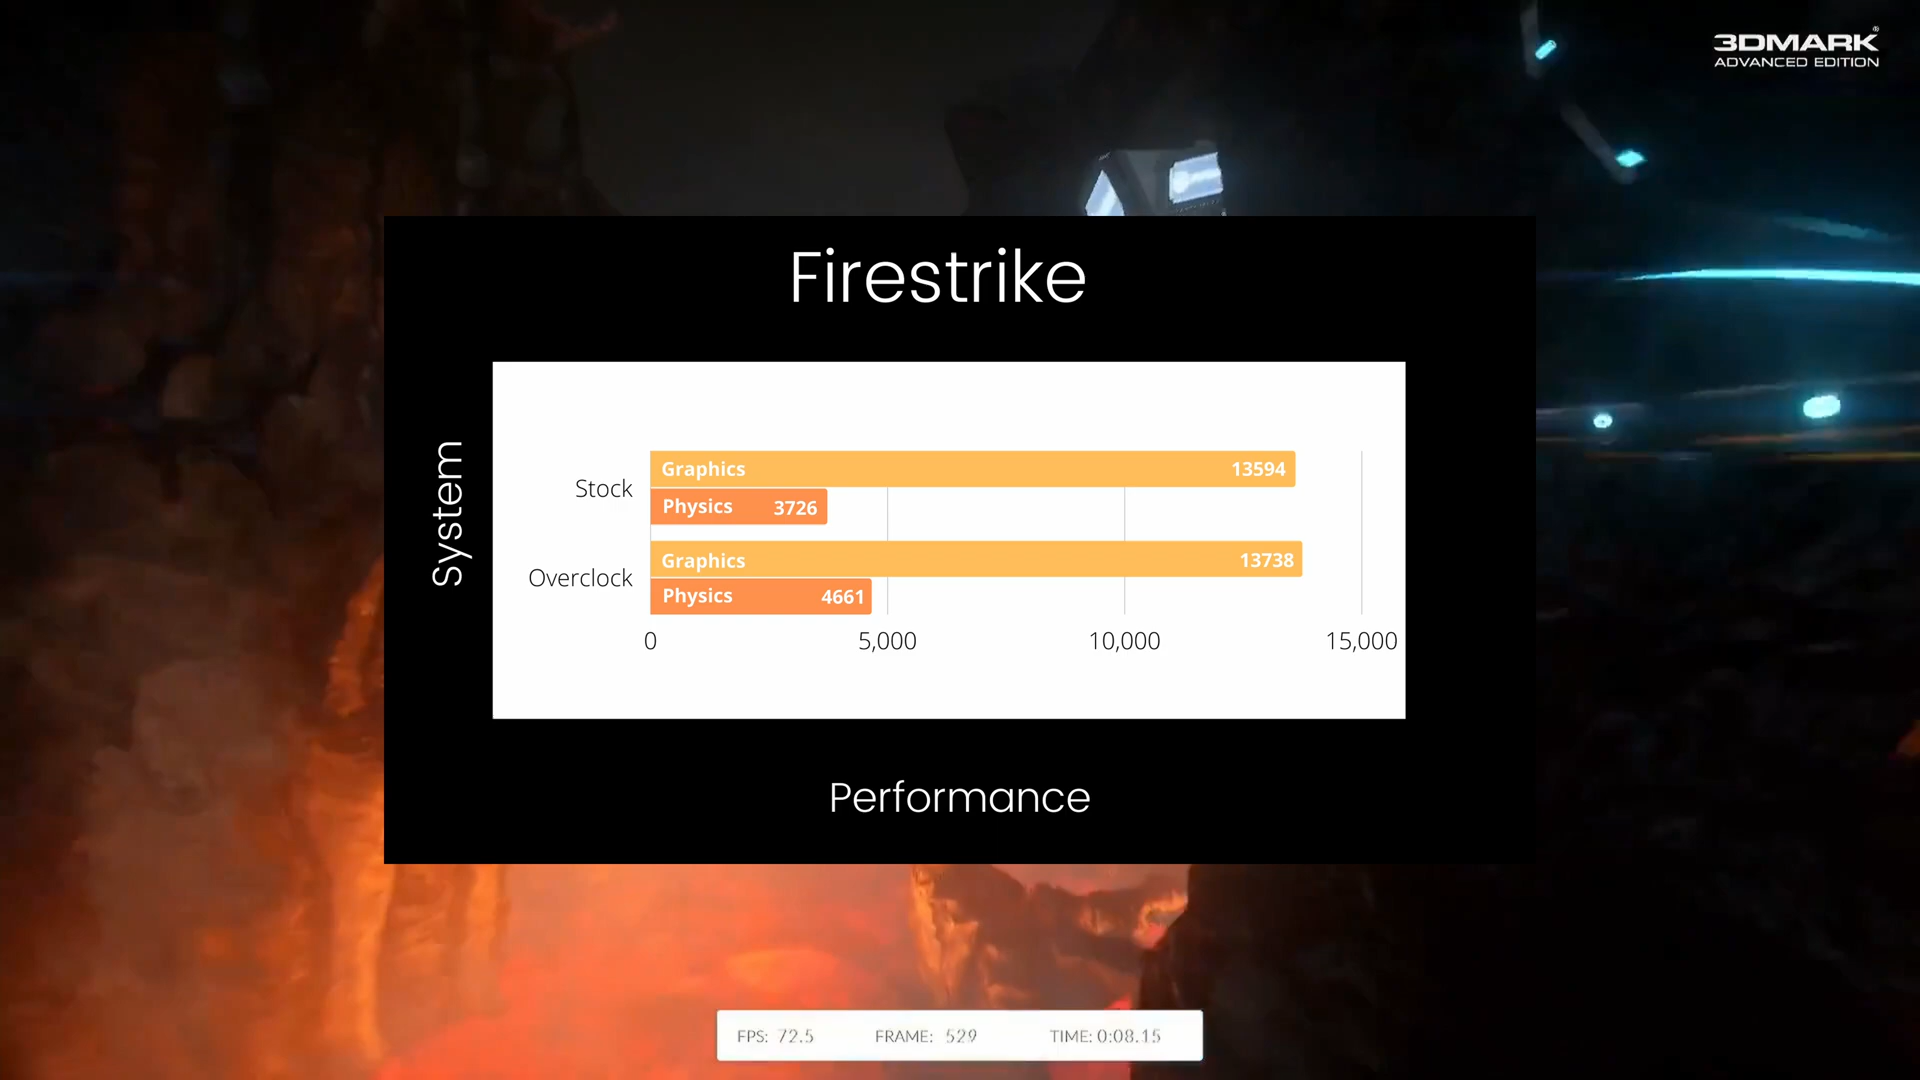 3DMARK®
ADVANCED EDITION
Firestrike
System
Stock
Graphics 13594
Physics 3726
Overclock
Graphics 13738
Physics 4661
0 5,000 10,000 15,000
Performance
FPS: 72.5 FRAME: 529 TIME: 0:08.15